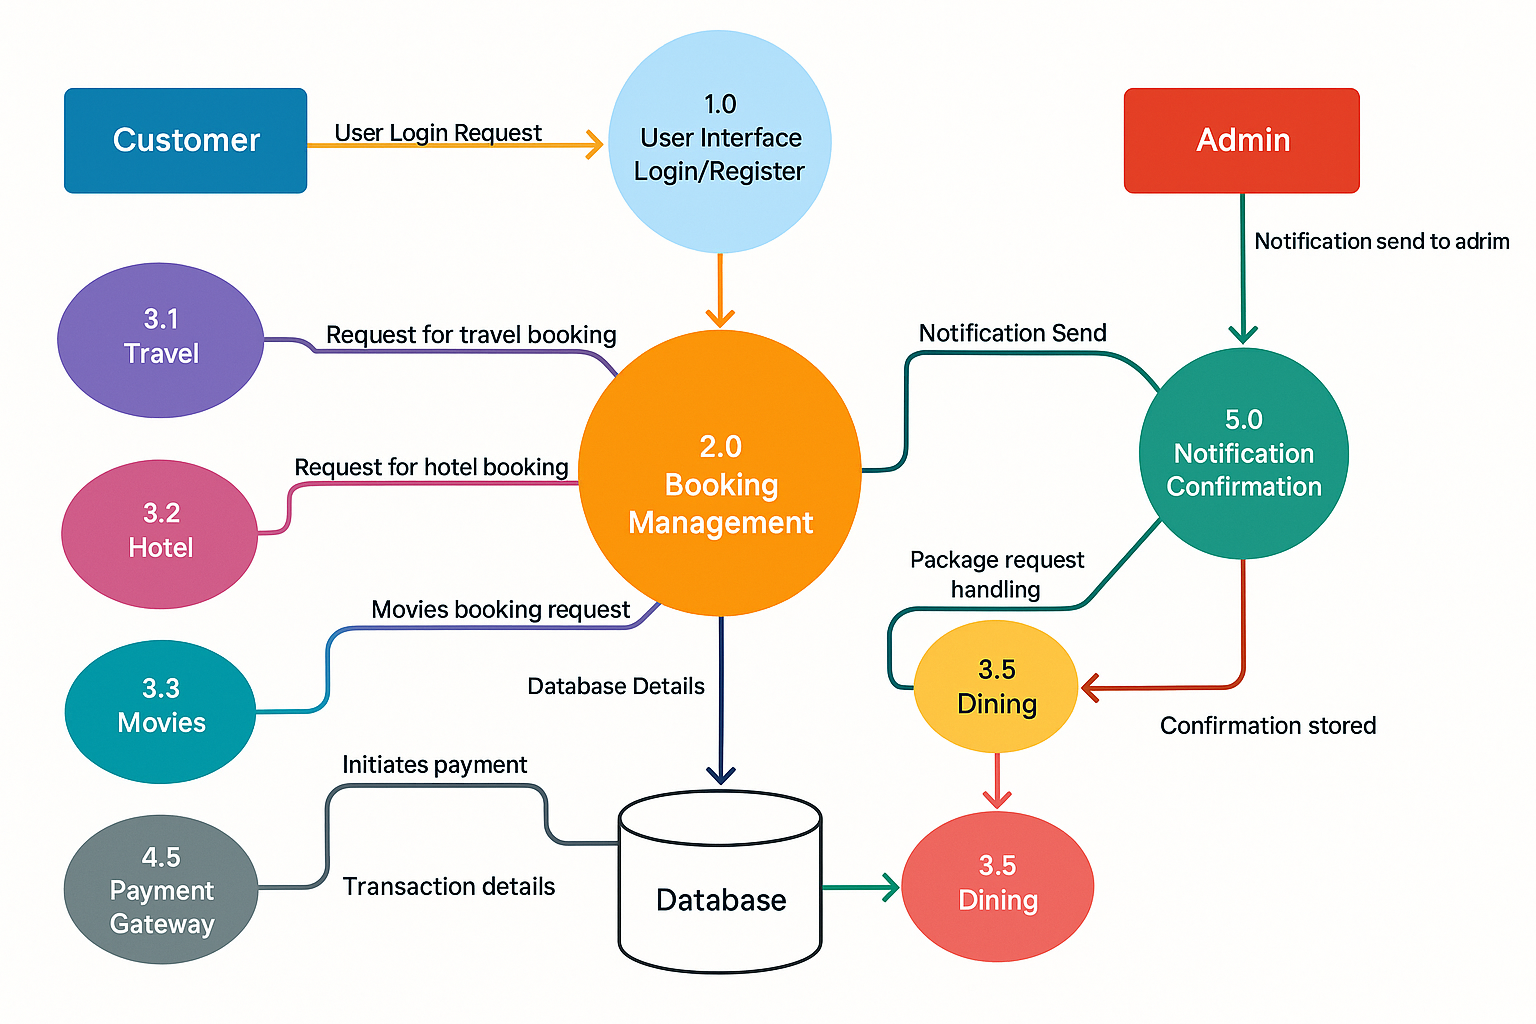 Customer
User Login Request
1.0
User Interface
Login/Register
Admin
Notification send to adrim
3.1
Travel
Request for travel booking
Notification Send
2.0
Booking
Management
5.0
Notification
Confirmation
Request for hotel booking
3.2
Hotel
Package request
handling
Movies booking request
3.3
Movies
Database Details
3.5
Dining
Confirmation stored
Initiates payment
4.5
Payment
Gateway
Transaction details
Database
3.5
Dining